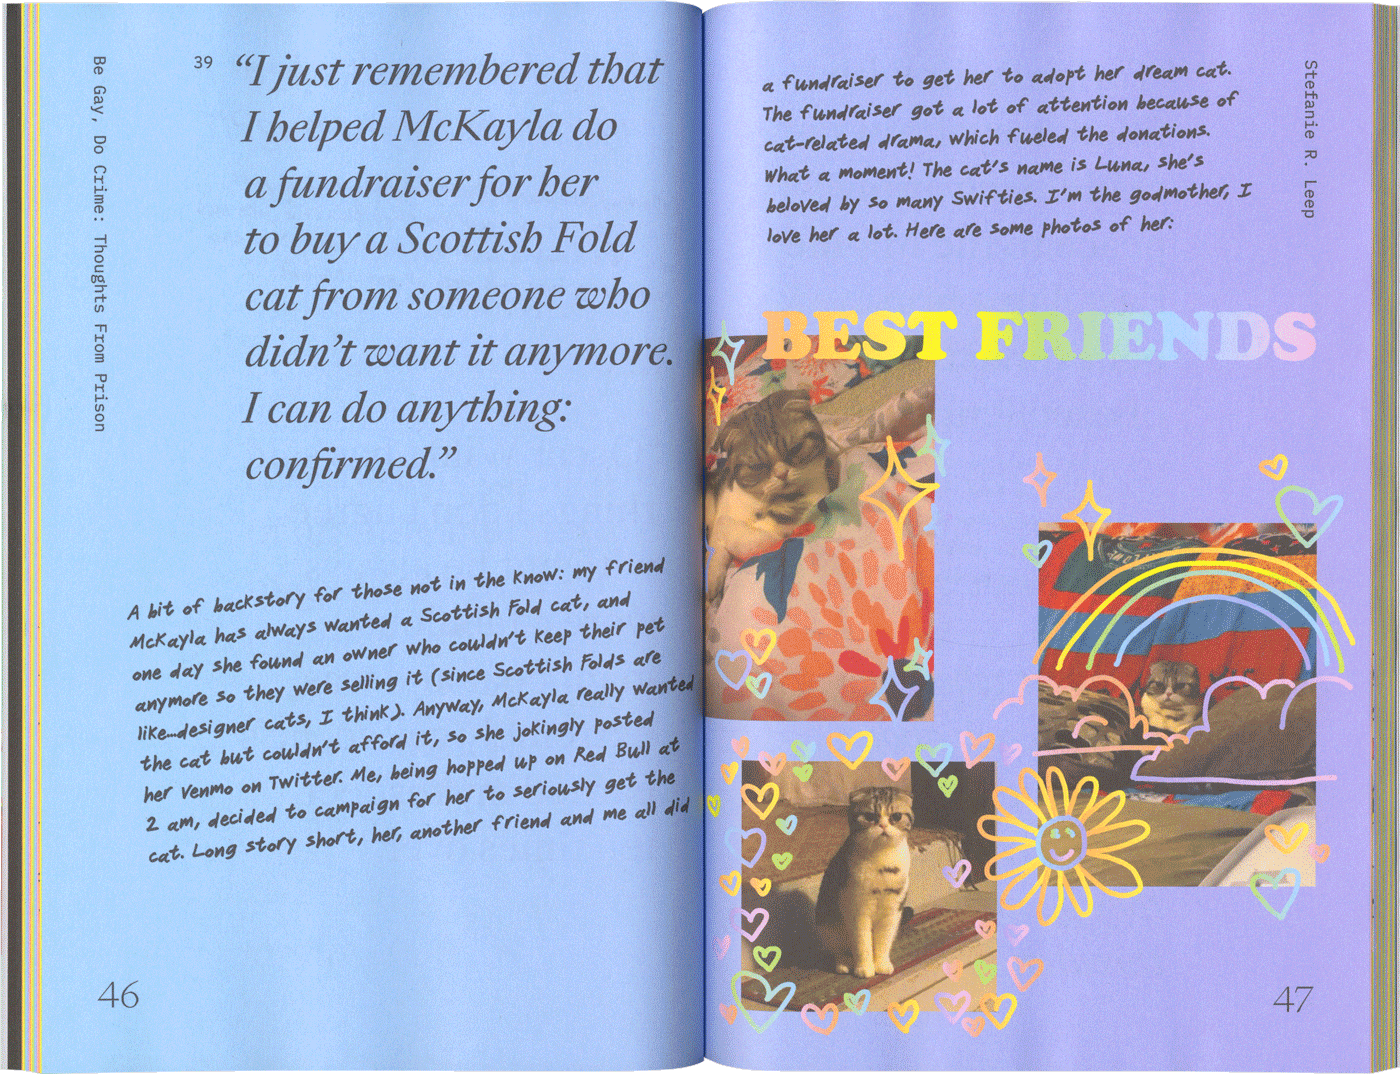 Be Gay, Do Crime: Thoughts From Prison
39
“I just remembered that
I helped McKayla do
a fundraiser for her
to buy a Scottish Fold
cat from someone who
didn’t want it anymore.
I can do anything:
confirmed.”
A bit of backstory for those not in the know: my friend
McKayla has always wanted a Scottish Fold cat, and
one day she found an owner who couldn’t keep their pet
anymore so they were selling it (since Scottish Folds are
like...designer cats, I think). Anyway, McKayla really wanted
the cat but couldn’t afford it, so she jokingly posted
her Venmo on Twitter. Me, being hopped up on Red Bull at
2 am, decided to campaign for her to seriously get the
cat. Long story short, her, another friend and me all did
46
Stefanie R. Leep
a fundraiser to get her to adopt her dream cat.
The fundraiser got a lot of attention because of
cat-related drama, which fueled the donations.
What a moment! The cat’s name is Luna, she’s
beloved by so many Swifties. I’m the godmother, I
love her a lot. Here are some photos of her:
BEST FRIENDS
47